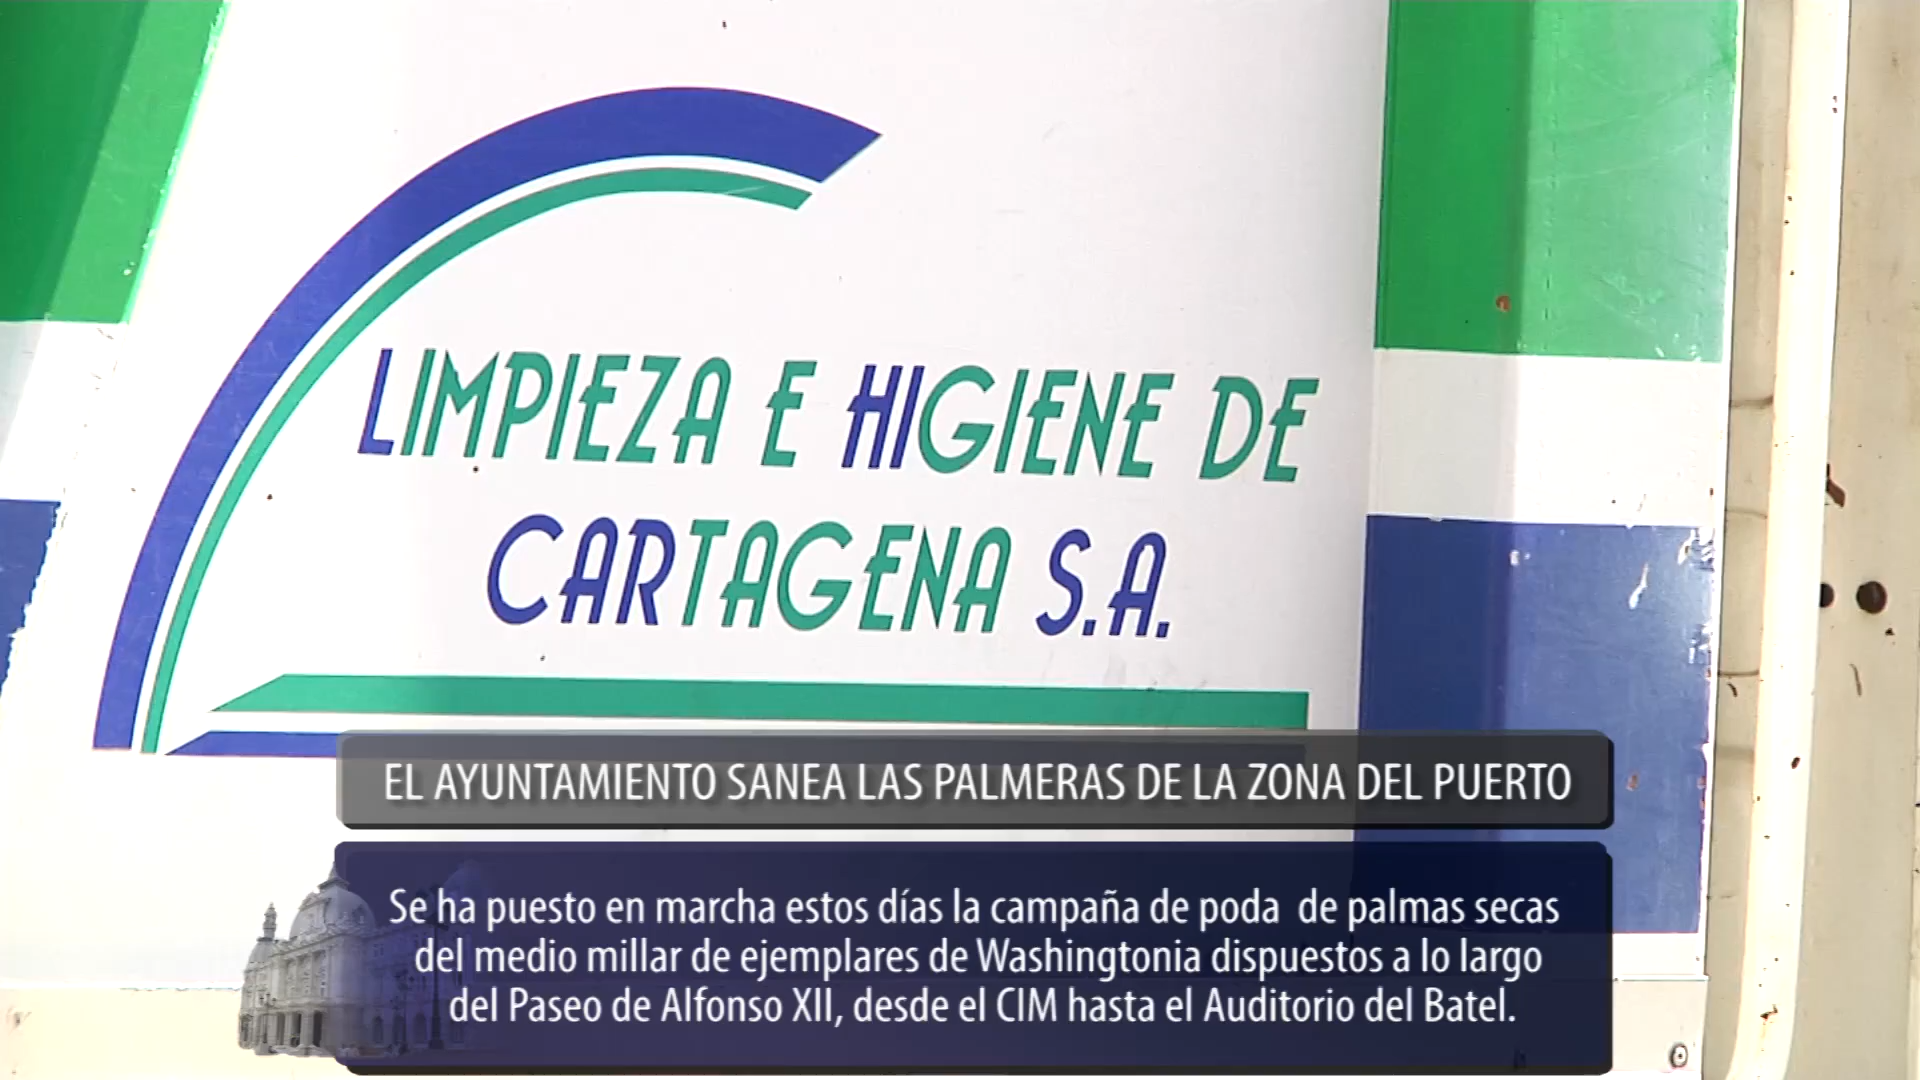 LIMPIEZA E HIGIENE DE
CARTAGENA S.A.
EL AYUNTAMIENTO SANEA LAS PALMERAS DE LA ZONA DEL PUERTO
Se ha puesto en marcha estos días la campaña de poda de palmas secas
del medio millar de ejemplares de Washingtonia dispuestos a lo largo
del Paseo de Alfonso XII, desde el CIM hasta el Auditorio del Batel.